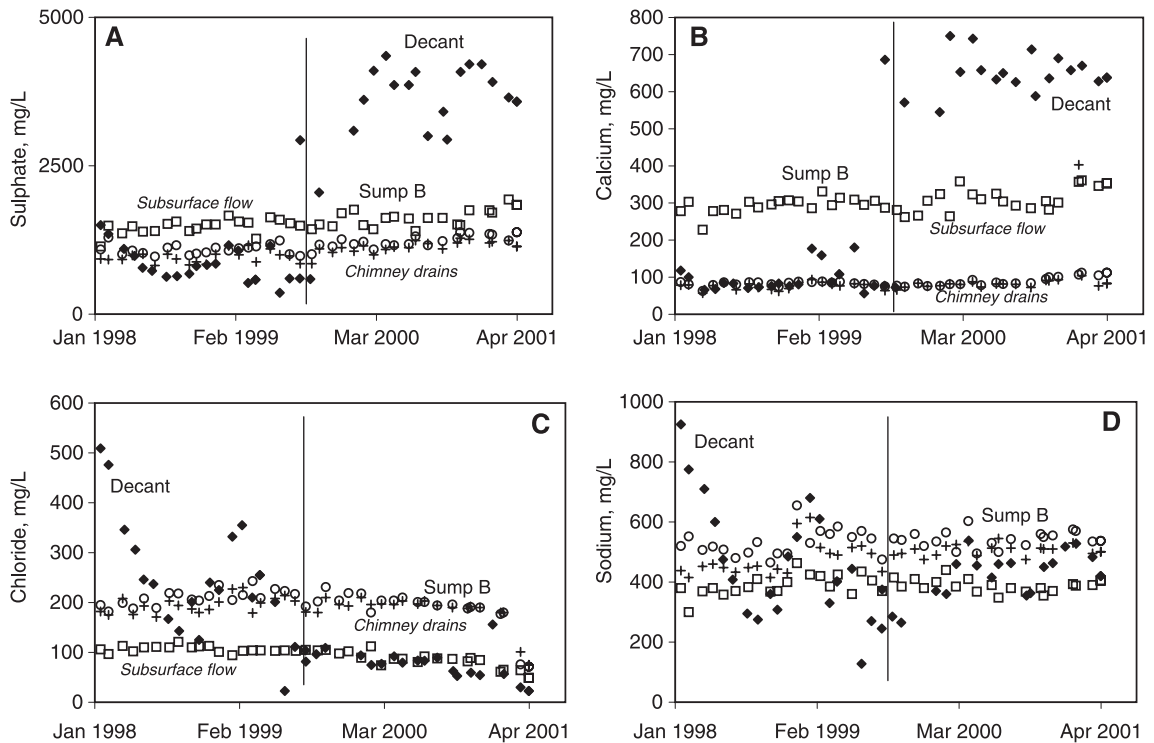 5000
2500
0
Sulphate, mg/L
A
Decant
Subsurface flow
Sump B
Chimney drains
Jan 1998
Feb 1999
Mar 2000
Apr 2001
800
700
600
500
400
300
200
100
0
Calcium, mg/L
B
Decant
Sump B
Subsurface flow
Chimney drains
Jan 1998
Feb 1999
Mar 2000
Apr 2001
600
500
400
300
200
100
0
Chloride, mg/L
C
Decant
Sump B
Chimney drains
Subsurface flow
Jan 1998
Feb 1999
Mar 2000
Apr 2001
1000
800
600
400
200
0
Sodium, mg/L
D
Decant
Sump B
Jan 1998
Feb 1999
Mar 2000
Apr 2001